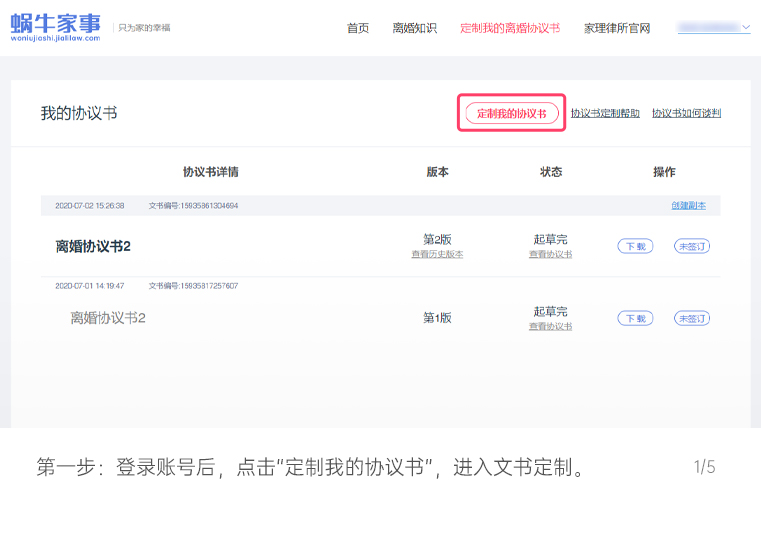 蜗牛家事 只为家的幸福 首页 离婚知识 定制我的离婚协议书 家理律所官网
woniujiashi.jialilaw.com
我的协议书 定制我的协议书 协议书定制帮助 协议书如何谈判
协议书详情 版本 状态 操作
2020-07-02 15:26:38 文书编号:15935861304694 创建副本
离婚协议书2 第2版 起草完 下载 未签订
查看历史版本 查看协议书
2020-07-01 14:19:47 文书编号:15935817257607
离婚协议书2 第1版 起草完 下载 未签订
查看协议书
第一步：登录账号后，点击“定制我的协议书”，进入文书定制。 1/5